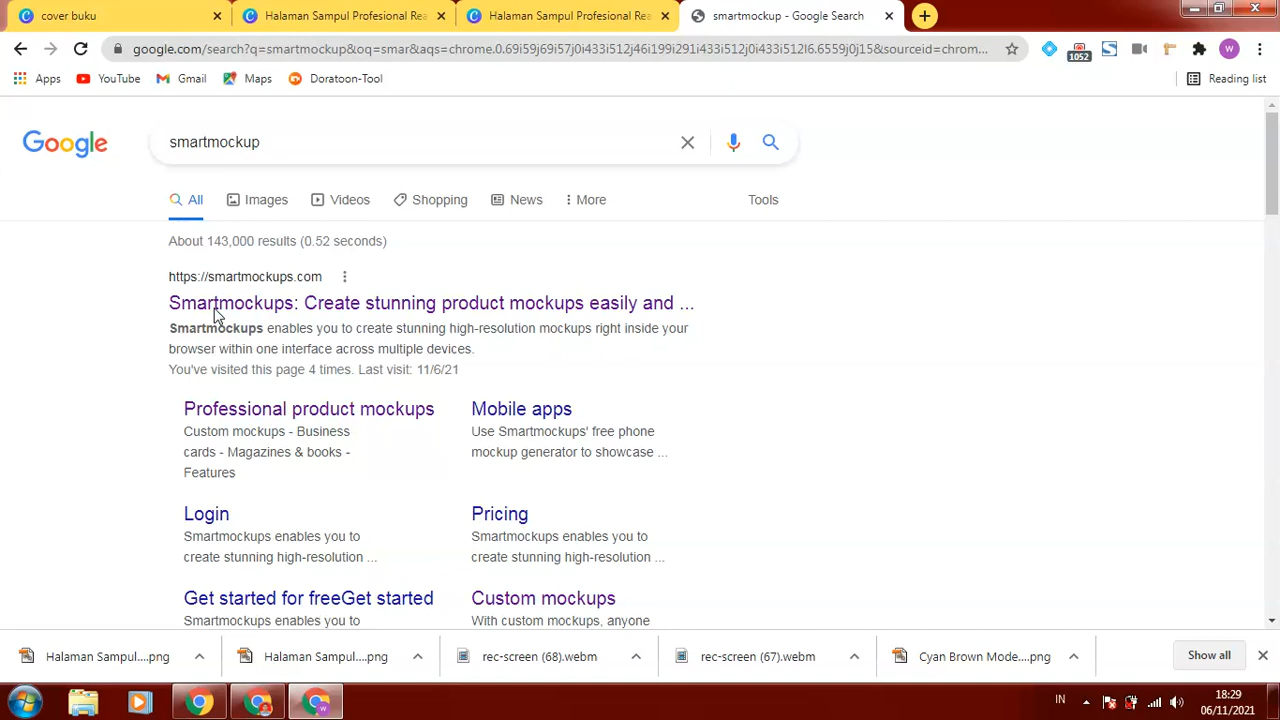 cover buku
Halaman Sampul Profesional Rea
Halaman Sampul Profesional Rea
smartmockup - Google Search
google.com/search?q=smartmockup&oq=smar&aqs=chrome.0.69i59j69i57j0i433i512j46i199i291i433i512j0i433i512l6.6559j0j15&sourceid=chrom...
1052
W
Apps
YouTube
Gmail
Maps
Doratoon-Tool
Reading list
Google
smartmockup
All
Images
Videos
Shopping
News
More
Tools
About 143,000 results (0.52 seconds)
https://smartmockups.com
Smartmockups: Create stunning product mockups easily and ...
Smartmockups enables you to create stunning high-resolution mockups right inside your
browser within one interface across multiple devices.
You've visited this page 4 times. Last visit: 11/6/21
Professional product mockups
Custom mockups - Business
cards - Magazines & books -
Features
Mobile apps
Use Smartmockups' free phone
mockup generator to showcase ...
Login
Smartmockups enables you to
create stunning high-resolution ...
Pricing
Smartmockups enables you to
create stunning high-resolution ...
Get started for freeGet started
Smartmockups enables you to
Custom mockups
With custom mockups, anyone
Halaman Sampul....png
Halaman Sampul....png
rec-screen (68).webm
rec-screen (67).webm
Cyan Brown Mode....png
Show all
IN
18:29
06/11/2021